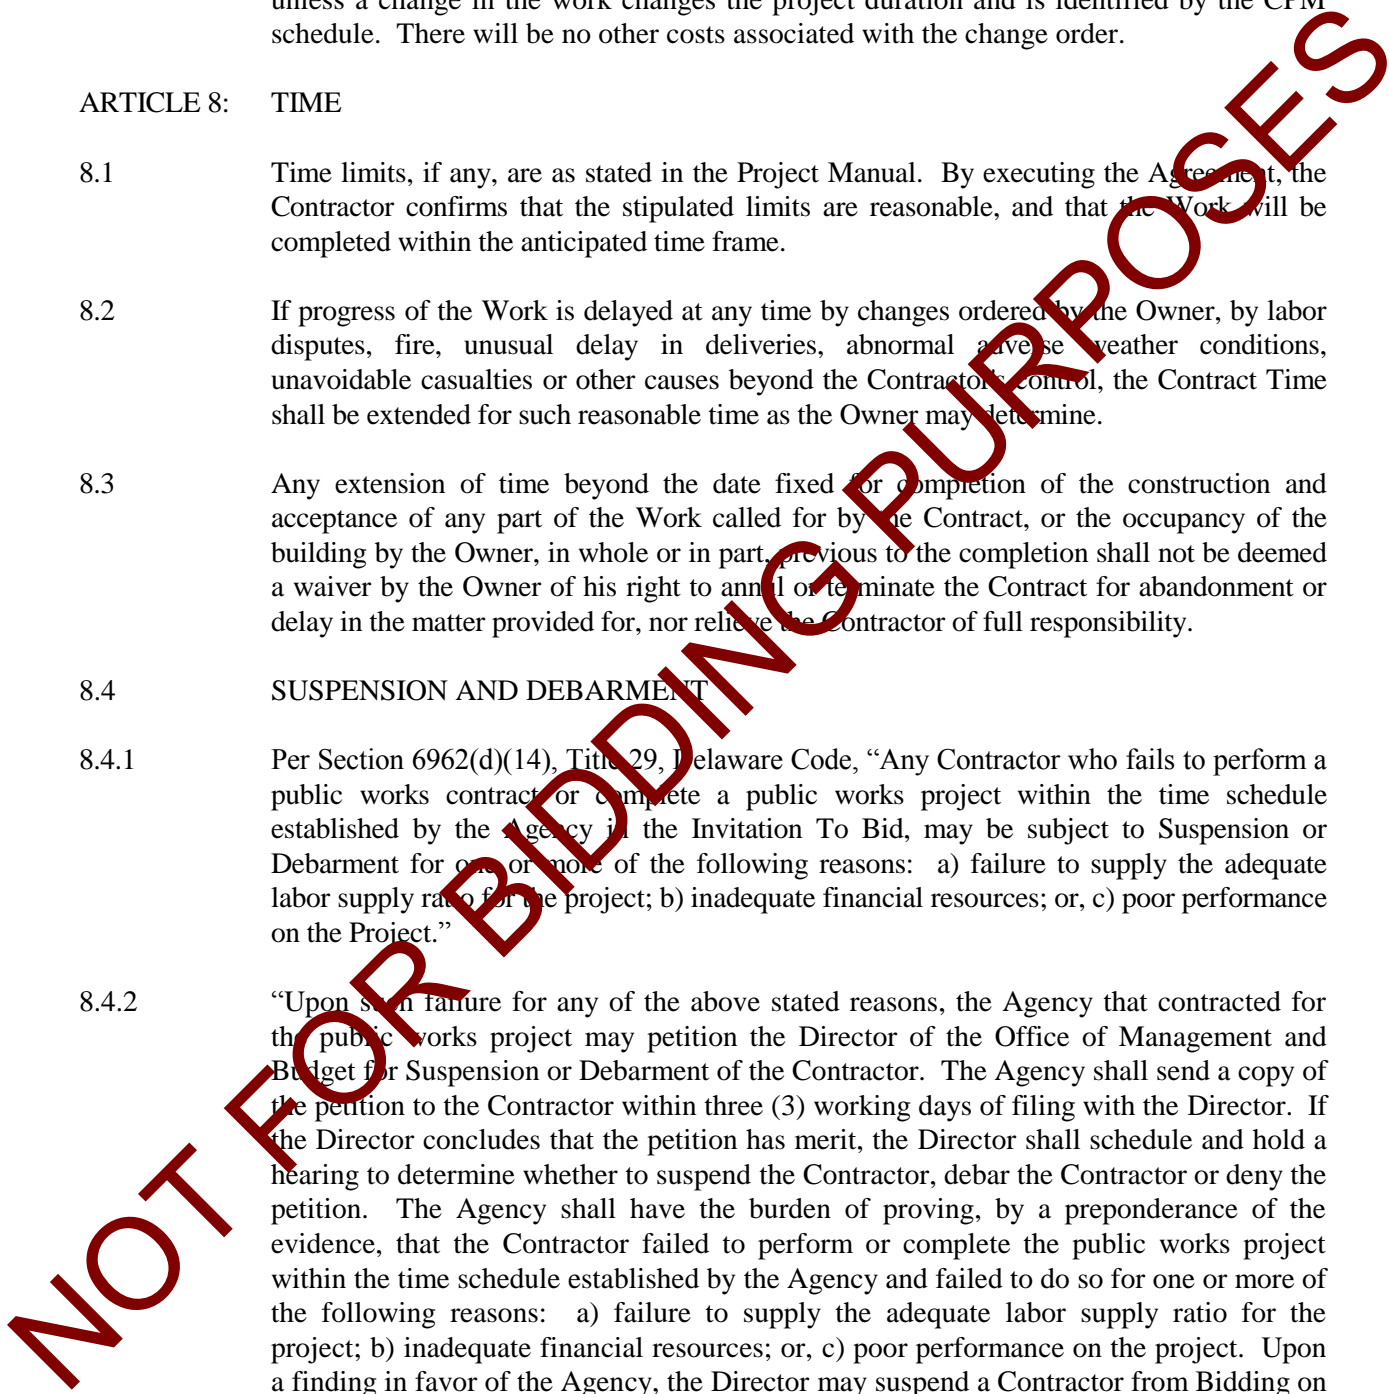 unless a change in the work changes the project duration and is identified by the CPM
schedule. There will be no other costs associated with the change order.
ARTICLE 8: TIME
8.1 Time limits, if any, are as stated in the Project Manual. By executing the Agreement, the
Contractor confirms that the stipulated limits are reasonable, and that the Work will be
completed within the anticipated time frame.
8.2 If progress of the Work is delayed at any time by changes ordered by the Owner, by labor
disputes, fire, unusual delay in deliveries, abnormal adverse weather conditions,
unavoidable casualties or other causes beyond the Contractor's control, the Contract Time
shall be extended for such reasonable time as the Owner may determine.
8.3 Any extension of time beyond the date fixed for completion of the construction and
acceptance of any part of the Work called for by the Contract, or the occupancy of the
building by the Owner, in whole or in part, previous to the completion shall not be deemed
a waiver by the Owner of his right to annul or terminate the Contract for abandonment or
delay in the matter provided for, nor relieve the Contractor of full responsibility.
8.4 SUSPENSION AND DEBARMENT
8.4.1 Per Section 6962(d)(14), Title 29, Delaware Code, “Any Contractor who fails to perform a
public works contract or complete a public works project within the time schedule
established by the Agency in the Invitation To Bid, may be subject to Suspension or
Debarment for one or more of the following reasons: a) failure to supply the adequate
labor supply ratio for the project; b) inadequate financial resources; or, c) poor performance
on the Project.”
8.4.2 “Upon such failure for any of the above stated reasons, the Agency that contracted for
the public works project may petition the Director of the Office of Management and
Budget for Suspension or Debarment of the Contractor. The Agency shall send a copy of
the petition to the Contractor within three (3) working days of filing with the Director. If
the Director concludes that the petition has merit, the Director shall schedule and hold a
hearing to determine whether to suspend the Contractor, debar the Contractor or deny the
petition. The Agency shall have the burden of proving, by a preponderance of the
evidence, that the Contractor failed to perform or complete the public works project
within the time schedule established by the Agency and failed to do so for one or more of
the following reasons: a) failure to supply the adequate labor supply ratio for the
project; b) inadequate financial resources; or, c) poor performance on the project. Upon
a finding in favor of the Agency, the Director may suspend a Contractor from Bidding on
NOT FOR BIDDING PURPOSES